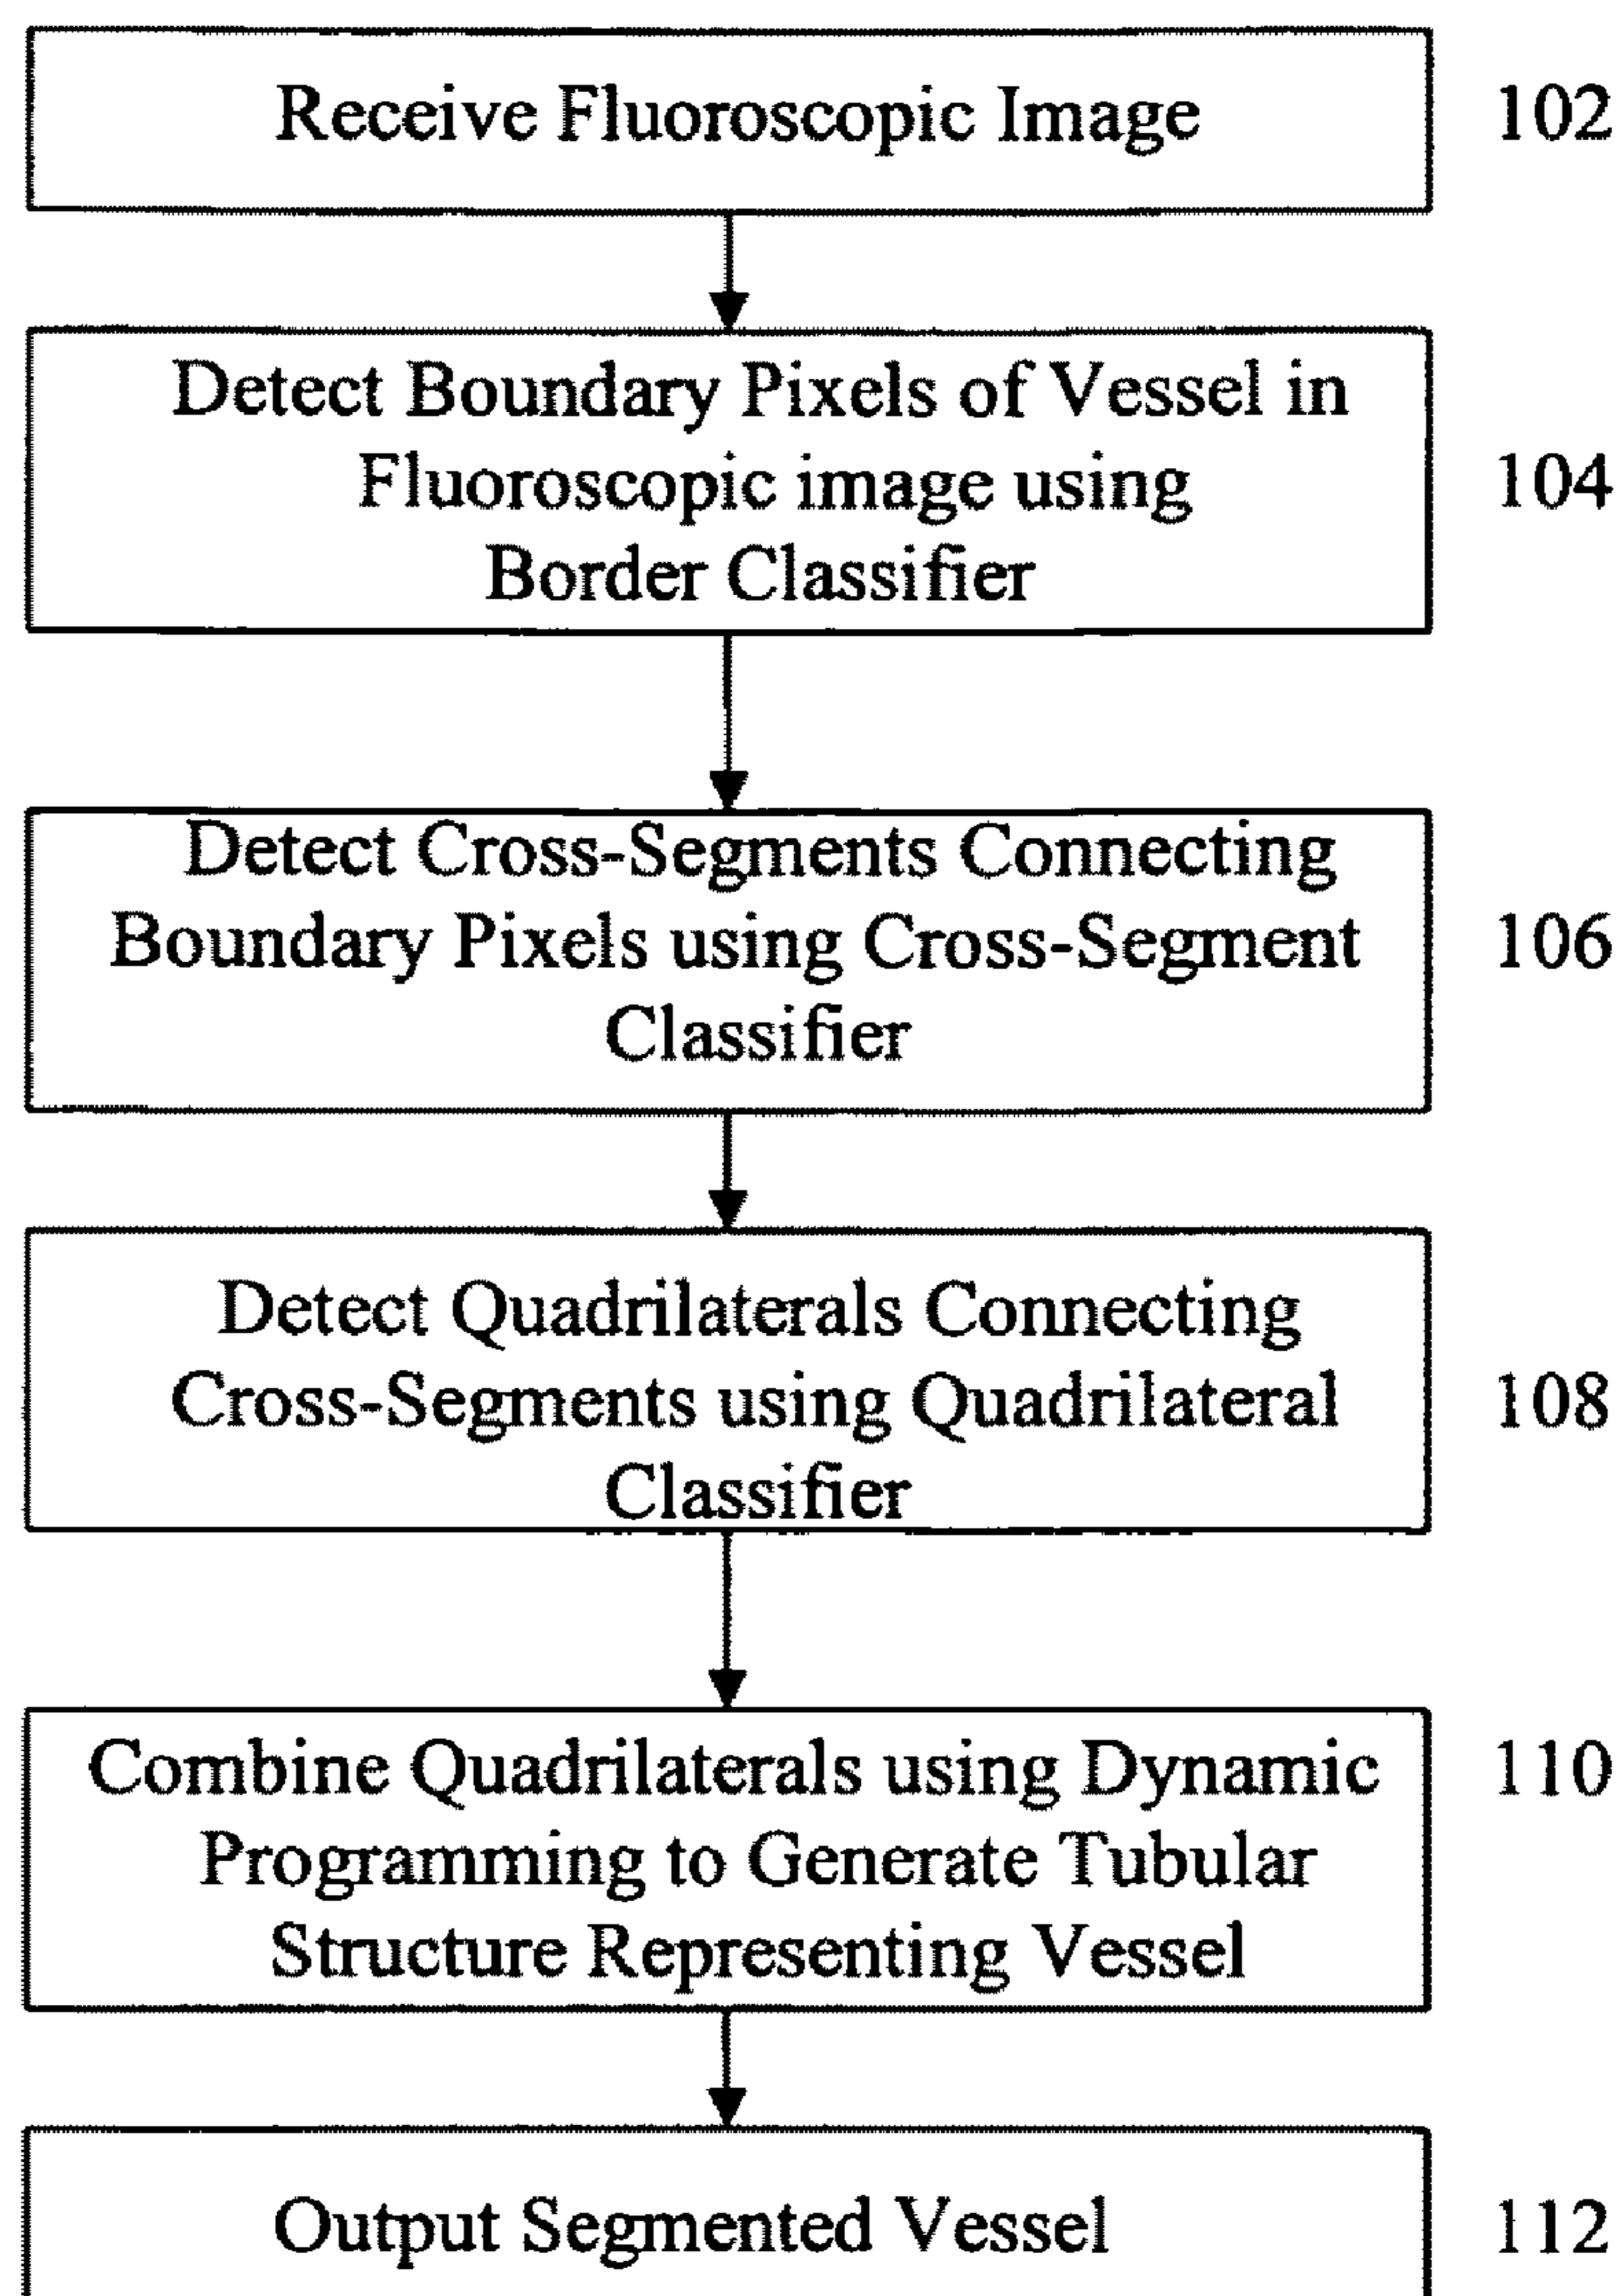 Receive Fluoroscopic Image
102
Detect Boundary Pixels of Vessel in
Fluoroscopic image using
Border Classifier
104
Detect Cross-Segments Connecting
Boundary Pixels using Cross-Segment
Classifier
106
Detect Quadrilaterals Connecting
Cross-Segments using Quadrilateral
Classifier
108
Combine Quadrilaterals using Dynamic
Programming to Generate Tubular
Structure Representing Vessel
110
Output Segmented Vessel
112